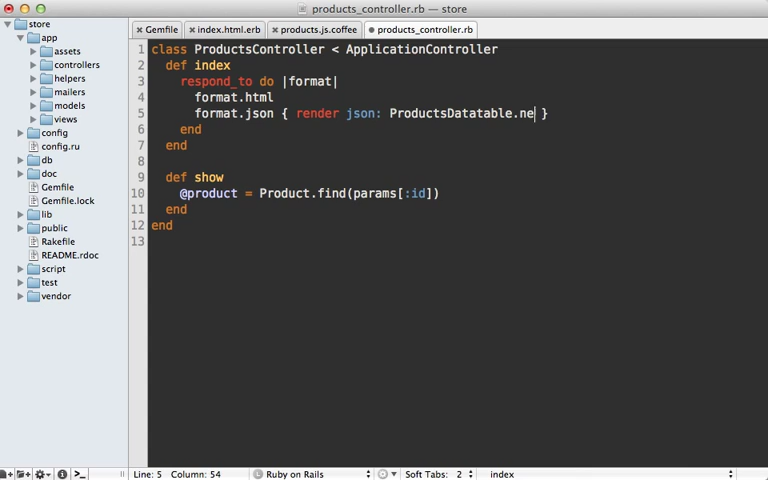 products_controller.rb — store
store
app
assets
controllers
helpers
mailers
models
views
config
config.ru
db
doc
Gemfile
Gemfile.lock
lib
public
Rakefile
README.rdoc
script
test
vendor
Gemfile
index.html.erb
products.js.coffee
products_controller.rb
1 class ProductsController < ApplicationController
2   def index
3     respond_to do |format|
4       format.html
5       format.json { render json: ProductsDatatable.ne }
6     end
7   end
8
9   def show
10     @product = Product.find(params[:id])
11   end
12 end
13
Line: 5 Column: 54
Ruby on Rails
Soft Tabs: 2
index